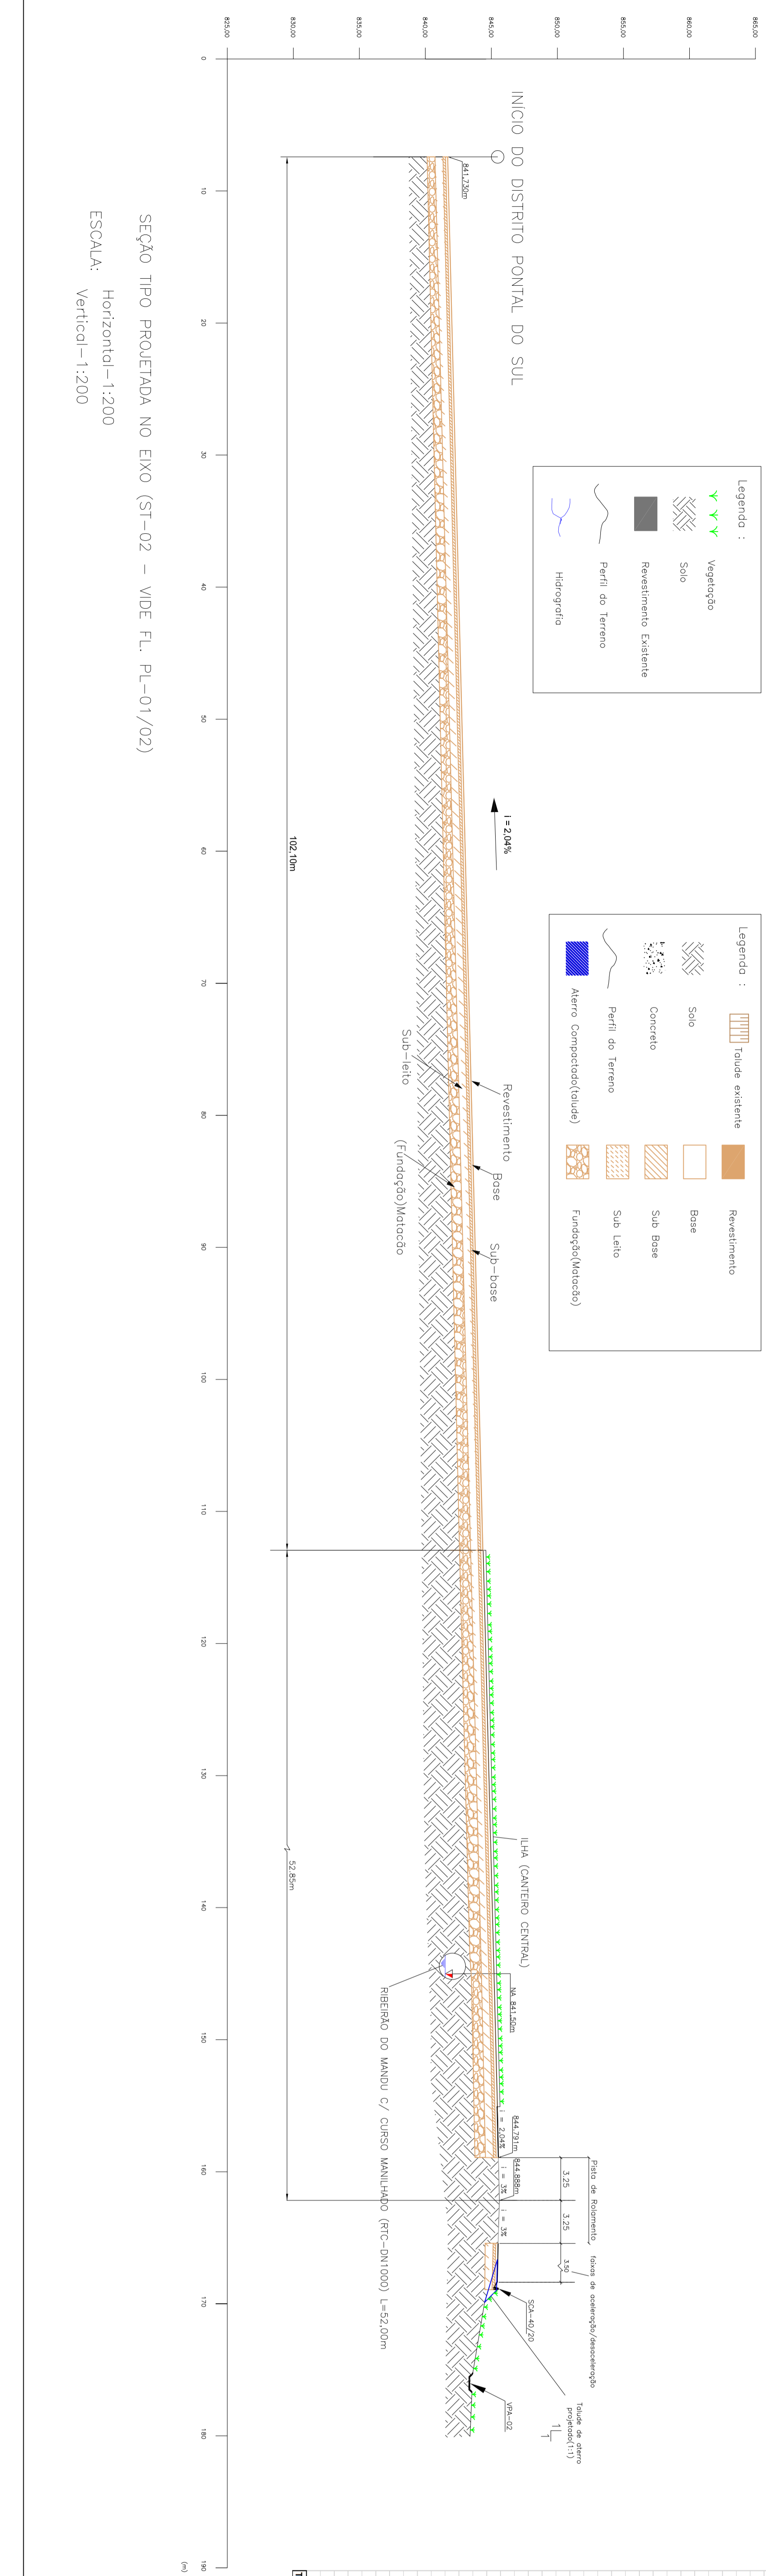 865,00
860,00
855,00
850,00
845,00
840,00
835,00
830,00
825,00
0
10
20
30
40
50
60
70
80
90
100
110
120
130
140
150
160
170
180
190
(m)
INÍCIO DO DISTRITO PONTAL DO SUL
841,730m
Legenda :
Vegetação
Solo
Revestimento Existente
Perfil do Terreno
Hidrografia
Legenda :
Talude existente
Solo
Concreto
Perfil do Terreno
Aterro Compactado(talude)
Revestimento
Base
Sub Base
Sub Leito
Fundação(Matacão)
i = 2,04%
Revestimento
Base
Sub-base
Sub-leito
(Fundação)Matacão
102,10m
52,85m
ILHA (CANTEIRO CENTRAL)
NA 841,50m
RIBEIRÃO DO MANDU C/ CURSO MANILHADO (RTC-DN1000) L=52,00m
844,791m
i = 2,04%
844,888m
i = 3%
i = 3%
Pista de Rolamento
3.25
3.25
3.50
faixas de aceleração/desaceleração
SCA-40/20
VPA-02
Talude de aterro
projetado(1:1)
1
1
SEÇÃO TIPO PROJETADA NO EIXO (ST-02 - VIDE FL. PL-01/02)
ESCALA:
Horizontal-1:200
Vertical-1:200